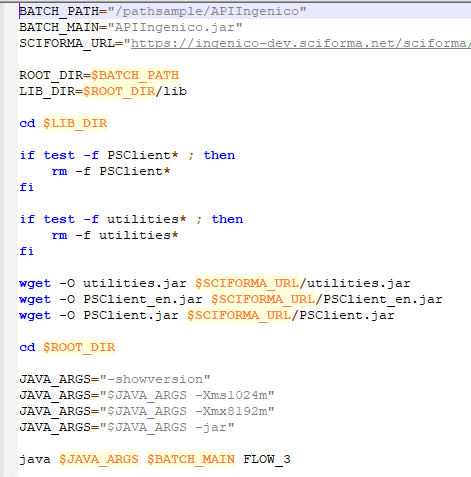 BATCH_PATH="/pathsample/APIIngenico"
BATCH_MAIN="APIIngenico.jar"
SCIFORMA_URL="https://ingenico-dev.sciforma.net/sciforma/
ROOT_DIR=$BATCH_PATH
LIB_DIR=$ROOT_DIR/lib
cd $LIB_DIR
if test -f PSClient* ; then
rm -f PSClient*
fi
if test -f utilities* ; then
rm -f utilities*
fi
wget -O utilities.jar $SCIFORMA_URL/utilities.jar
wget -O PSClient_en.jar $SCIFORMA_URL/PSClient_en.jar
wget -O PSClient.jar $SCIFORMA_URL/PSClient.jar
cd $ROOT_DIR
JAVA_ARGS="-showversion"
JAVA_ARGS="$JAVA_ARGS -Xms1024m"
JAVA_ARGS="$JAVA_ARGS -Xmx8192m"
JAVA_ARGS="$JAVA_ARGS -jar"
java $JAVA_ARGS $BATCH_MAIN FLOW_3